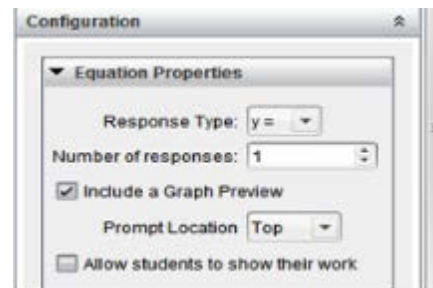 Configuration
Equation Properties
Response Type: y =
Number of responses: 1
Include a Graph Preview
Prompt Location Top
Allow students to show their work